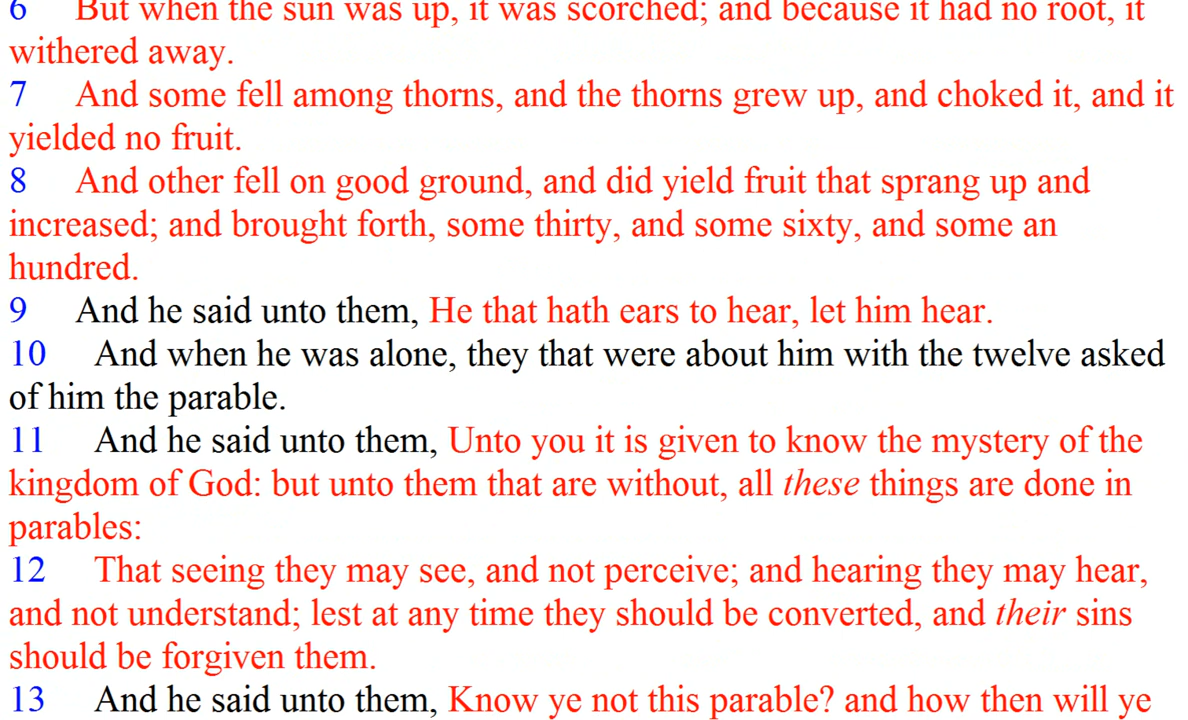 6 But when the sun was up, it was scorched; and because it had no root, it
withered away.
7 And some fell among thorns, and the thorns grew up, and choked it, and it
yielded no fruit.
8 And other fell on good ground, and did yield fruit that sprang up and
increased; and brought forth, some thirty, and some sixty, and some an
hundred.
9 And he said unto them, He that hath ears to hear, let him hear.
10 And when he was alone, they that were about him with the twelve asked
of him the parable.
11 And he said unto them, Unto you it is given to know the mystery of the
kingdom of God: but unto them that are without, all these things are done in
parables:
12 That seeing they may see, and not perceive; and hearing they may hear,
and not understand; lest at any time they should be converted, and their sins
should be forgiven them.
13 And he said unto them, Know ye not this parable? and how then will ye